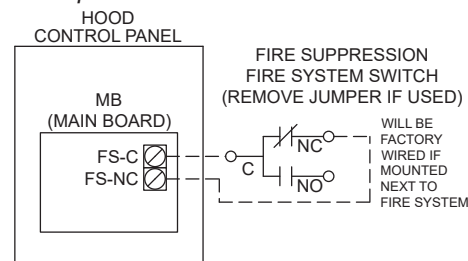 HOOD
CONTROL PANEL
FIRE SUPPRESSION
FIRE SYSTEM SWITCH
(REMOVE JUMPER IF USED)
MB
(MAIN BOARD)
FS-C
FS-NC
C
NC
NO
WILL BE
FACTORY
WIRED IF
MOUNTED
NEXT TO
FIRE SYSTEM